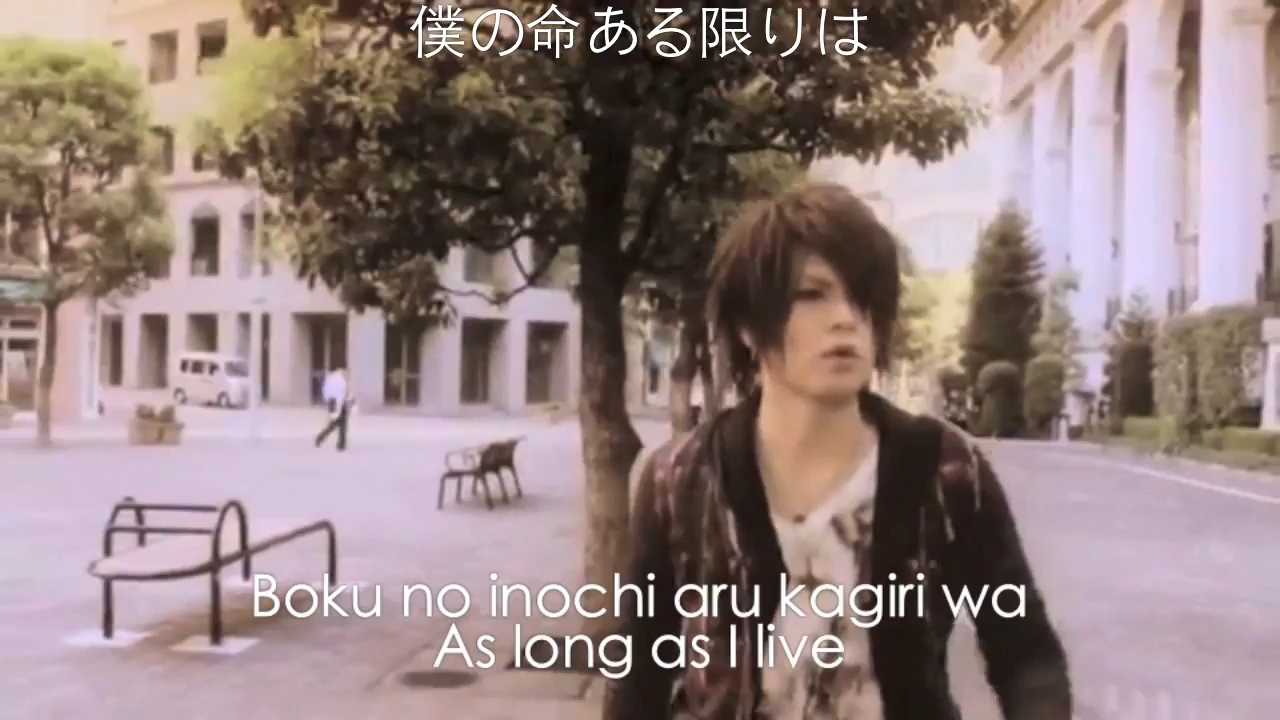 僕の命ある限りは
Boku no inochi aru kagiri wa
As long as I live